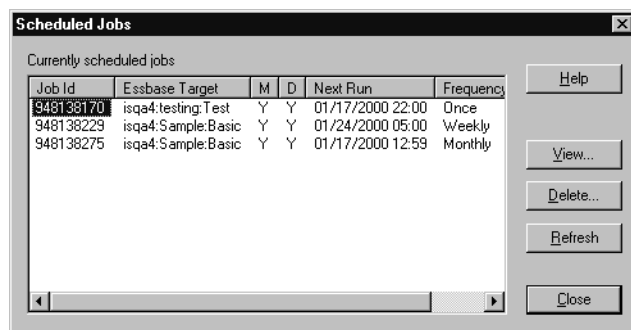 Scheduled Jobs
Currently scheduled jobs
Job Id Essbase Target M D Next Run Frequency
948138170 isqa4:testing:Test Y Y 01/17/2000 22:00 Once
948138229 isqa4:Sample:Basic Y Y 01/24/2000 05:00 Weekly
948138275 isqa4:Sample:Basic Y Y 01/17/2000 12:59 Monthly
Help
View...
Delete...
Refresh
Close